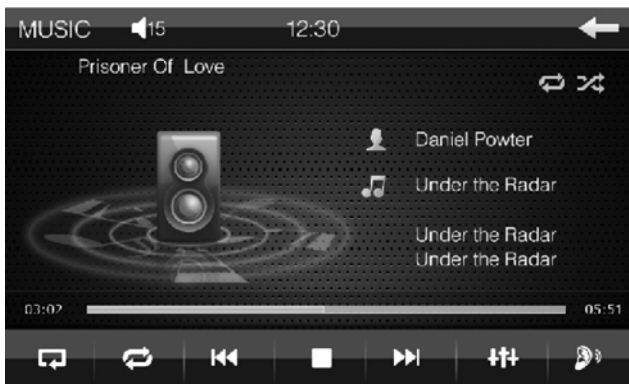 MUSIC 15 12:30
Prisoner Of Love
Daniel Powter
Under the Radar
Under the Radar
Under the Radar
03:02 05:51